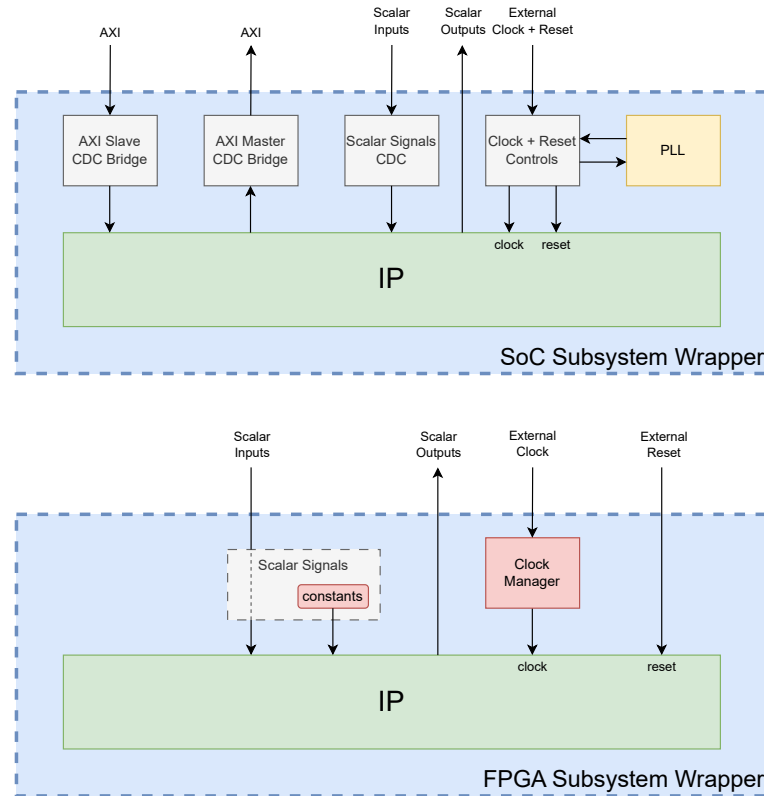 AXI
AXI
Scalar
Inputs
Scalar
Outputs
External
Clock + Reset
AXI Slave
CDC Bridge
AXI Master
CDC Bridge
Scalar Signals
CDC
Clock + Reset
Controls
PLL
clock
reset
IP
SoC Subsystem Wrapper
Scalar
Inputs
Scalar
Outputs
External
Clock
External
Reset
Scalar Signals
constants
Clock
Manager
clock
reset
IP
FPGA Subsystem Wrapper